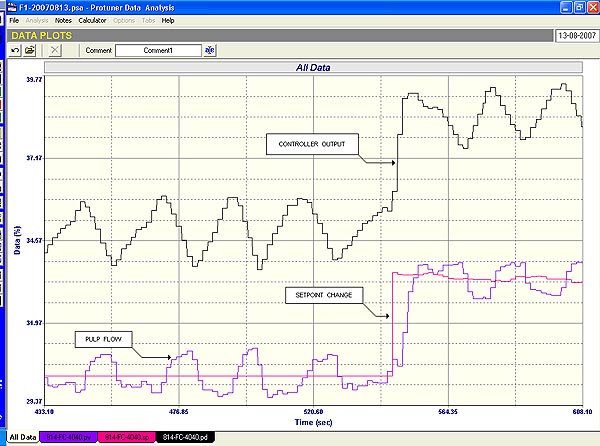 F1-20070813.psa - Protuner Data Analysis
File Analysis Notes Calculator Options Tabs Help
DATA PLOTS
13-08-2007
Comment Comment1
All Data
39.77
37.17
34.57
31.97
29.37
Data (%)
CONTROLLER OUTPUT
SETPOINT CHANGE
PULP FLOW
433.10 476.85 520.60 564.35 608.10
Time (sec)
All Data 814-FC-4040.pv 814-FC-4040.sp 814-FC-4040.pd